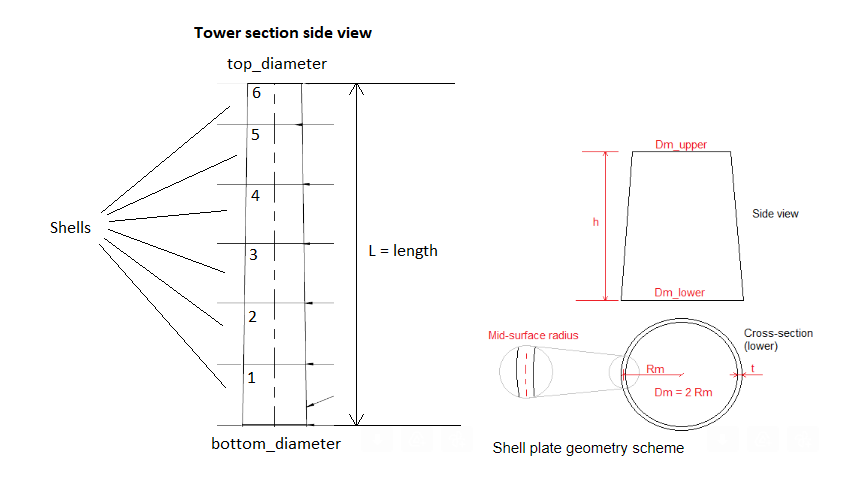 Tower section side view
top_diameter
6
5
4
3
2
1
Shells
L = length
bottom_diameter
Dm_upper
h
Side view
Dm_lower
Mid-surface radius
Cross-section
(lower)
Rm
t
Dm = 2 Rm
Shell plate geometry scheme